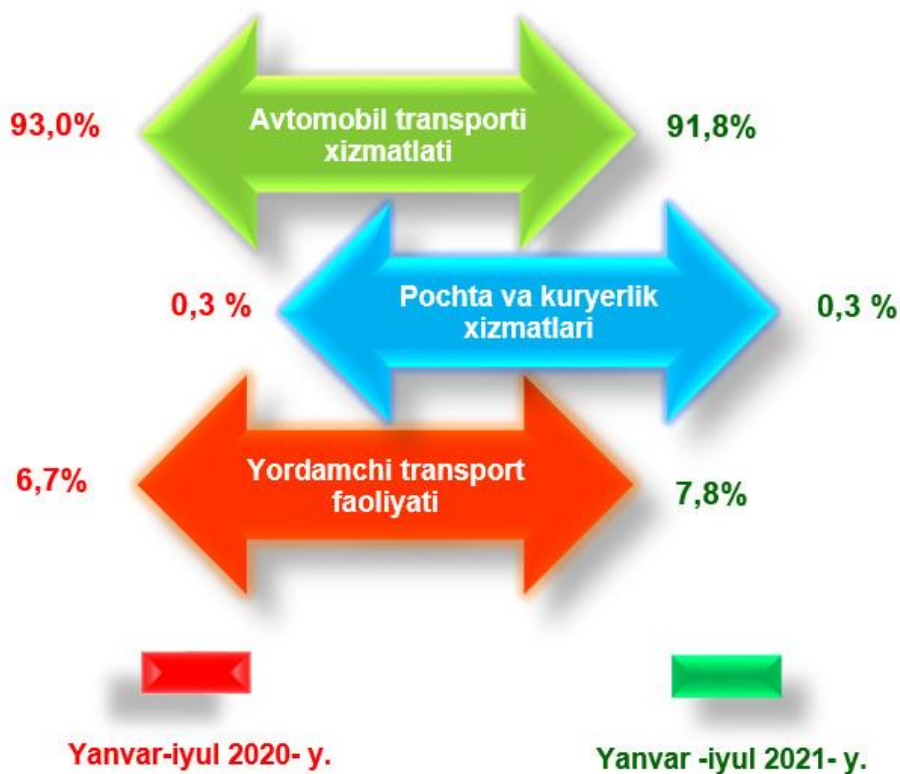 93,0%
Avtomobil transporti
xizmatlati
91,8%
0,3 %
Pochta va kuryerlik
xizmatlari
0,3 %
6,7%
Yordamchi transport
faoliyati
7,8%
Yanvar-iyul 2020- y.
Yanvar -iyul 2021- y.